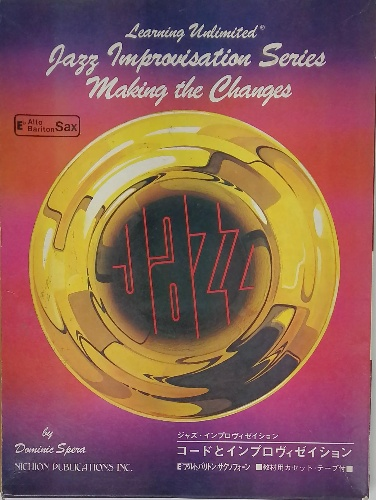 Learning Unlimited®
Jazz Improvisation Series
Making the Changes
E♭ Alto
Bariton Sax
Jazz
by
Dominic Spera
NICHION PUBLICATIONS INC.
ジャズ・インプロヴィゼイション
コードとインプロヴィゼイション
E♭アルト,バリトン・サクソフォーン ■教材用カセット・テープ付■